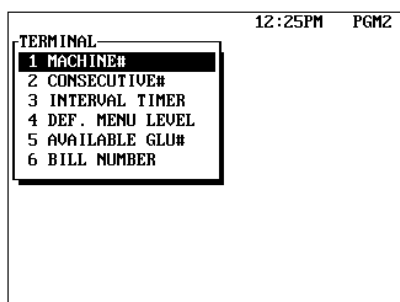 12:25PM PGM2
TERMINAL
1 MACHINE#
2 CONSECUTIVE#
3 INTERVAL TIMER
4 DEF. MENU LEVEL
5 AVAILABLE GLU#
6 BILL NUMBER